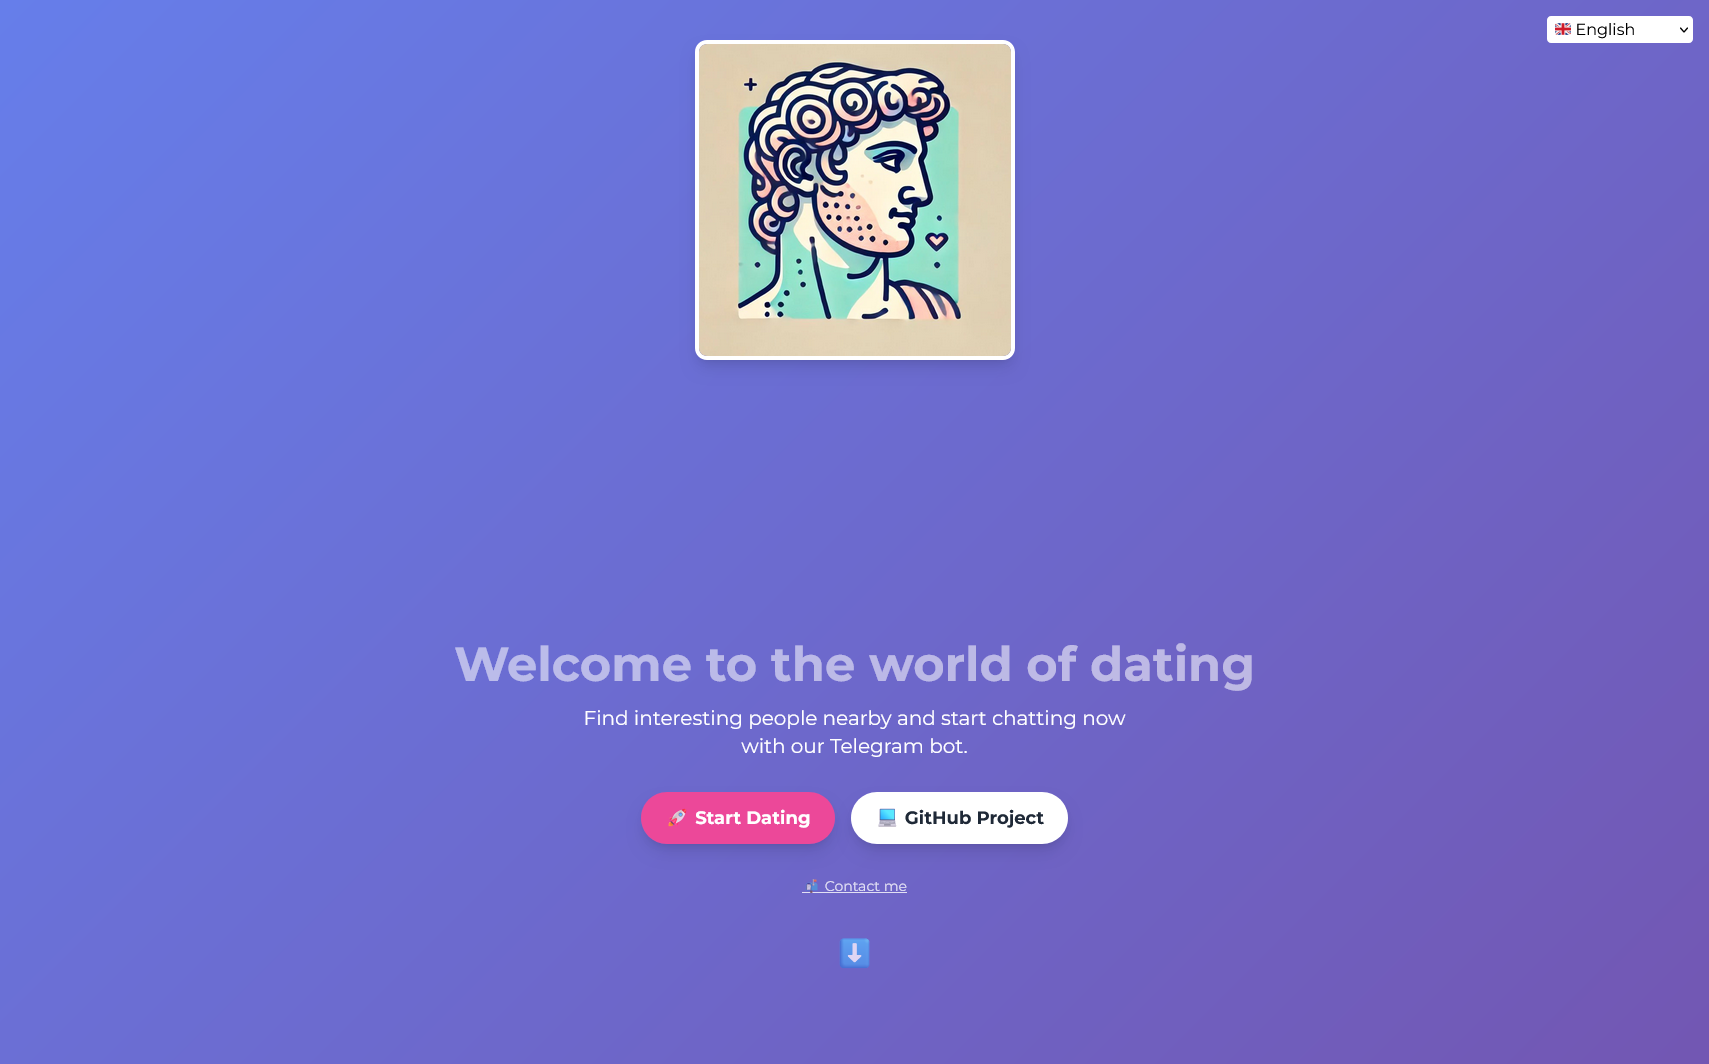 English
Welcome to the world of dating
Find interesting people nearby and start chatting now
with our Telegram bot.
🚀 Start Dating
💻 GitHub Project
📬 Contact me